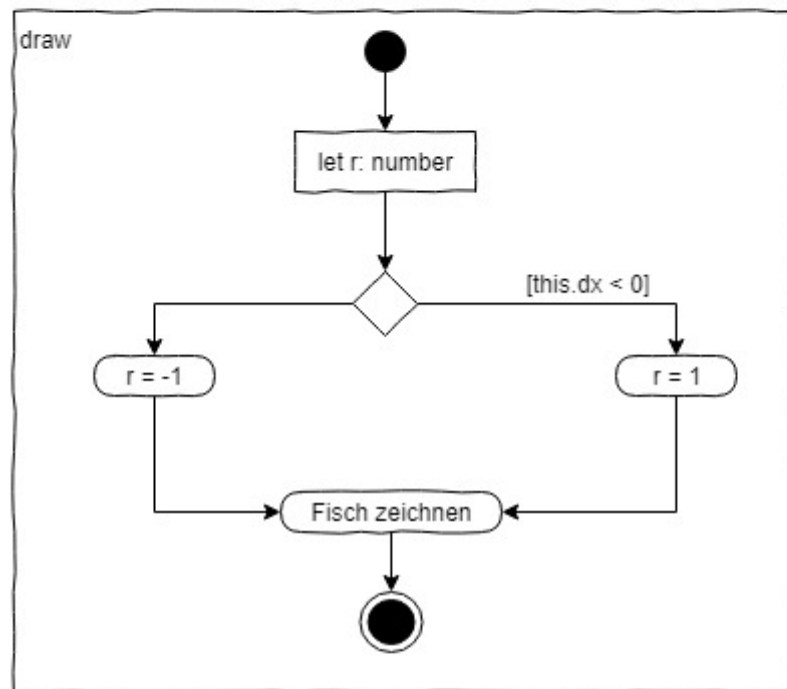 draw
let r: number
[this.dx < 0]
r = -1
r = 1
Fisch zeichnen